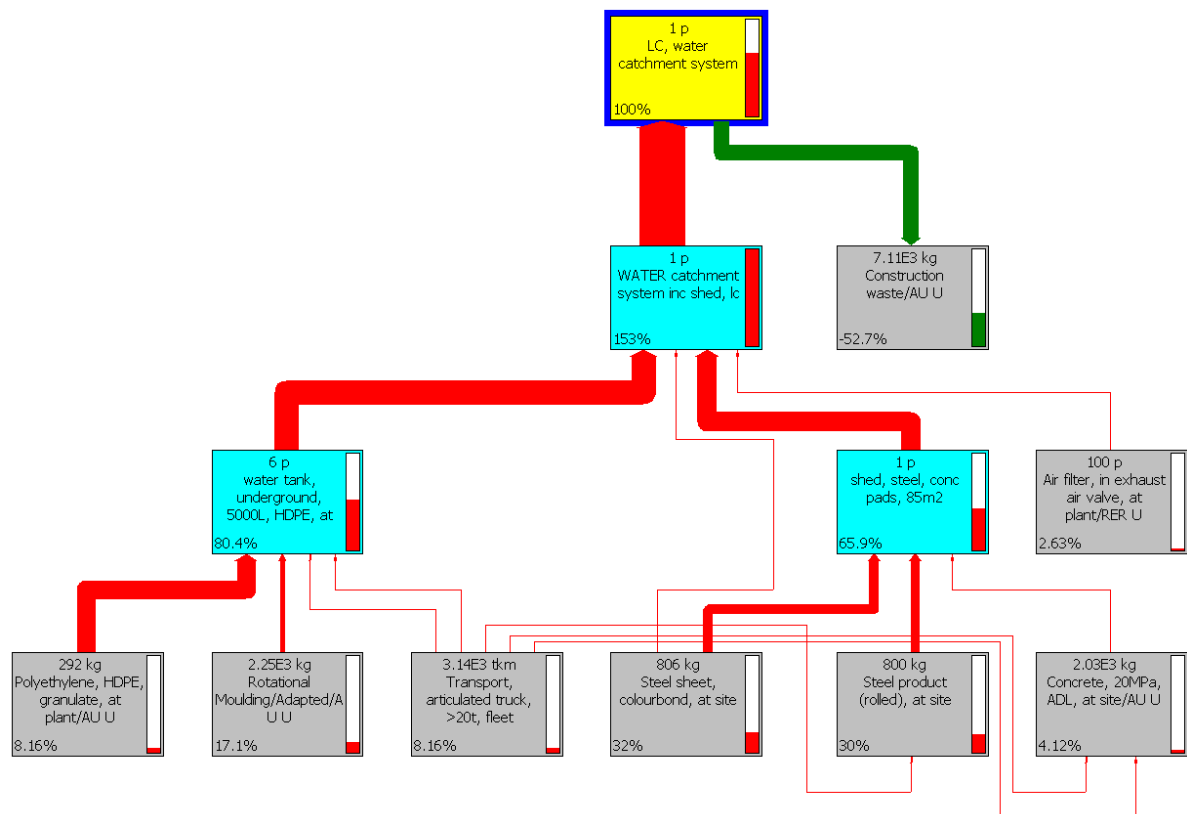 1 p
LC, water
catchment system
100%
1 p
WATER catchment
system inc shed, lc
153%
7.11E3 kg
Construction
waste/AU U
-52.7%
6 p
water tank,
underground,
5000L, HDPE, at
80.4%
1 p
shed, steel, conc
pads, 85m2
65.9%
100 p
Air filter, in exhaust
air valve, at
plant/RER U
2.63%
292 kg
Polyethylene, HDPE,
granulate, at
plant/AU U
8.16%
2.25E3 kg
Rotational
Moulding/Adapted/A
U U
17.1%
3.14E3 tkm
Transport,
articulated truck,
>20t, fleet
8.16%
806 kg
Steel sheet,
colourbond, at site
32%
800 kg
Steel product
(rolled), at site
30%
2.03E3 kg
Concrete, 20MPa,
ADL, at site/AU U
4.12%